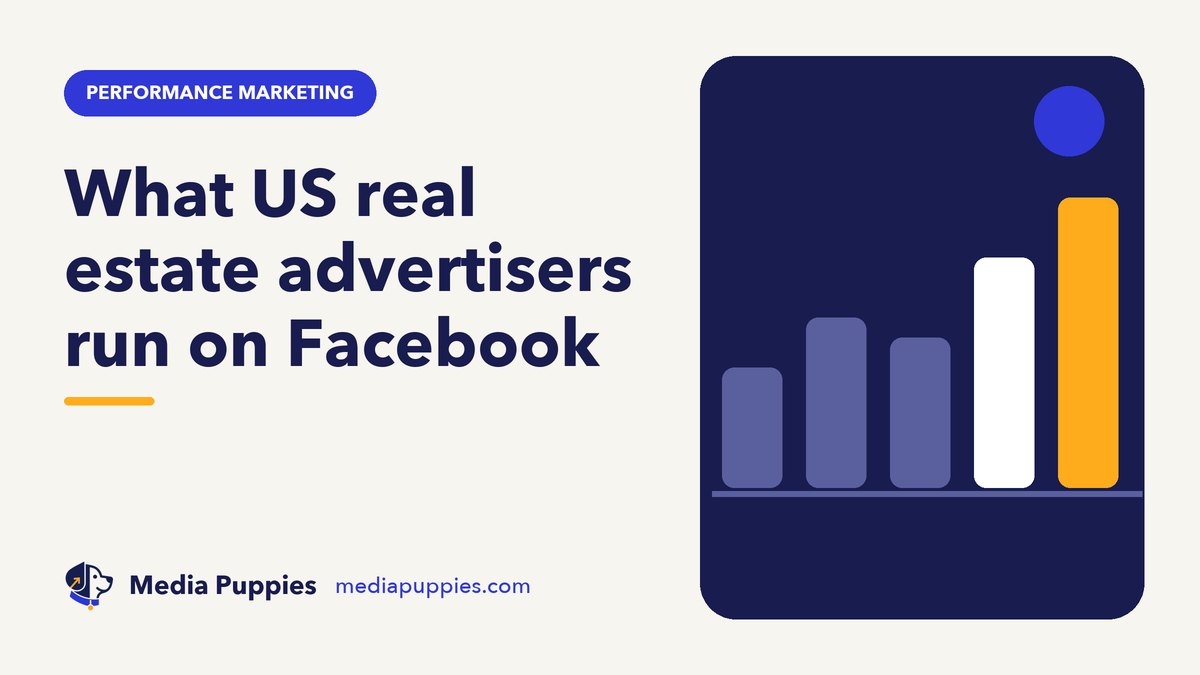 PERFORMANCE MARKETING
What US real
estate advertisers
run on Facebook
Media Puppies mediapuppies.com